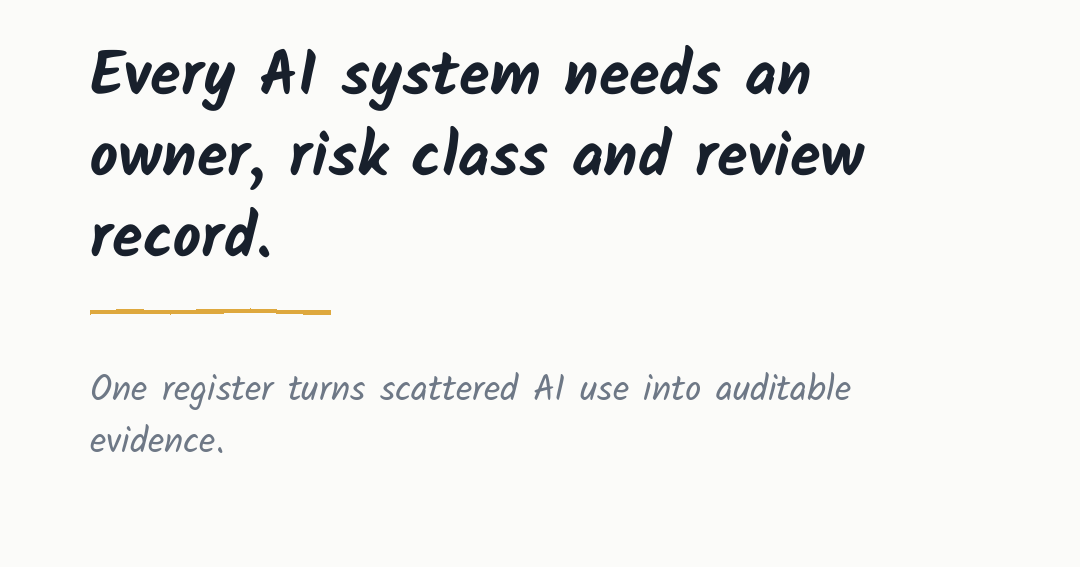 Every AI system needs an
owner, risk class and review
record.
One register turns scattered AI use into auditable
evidence.